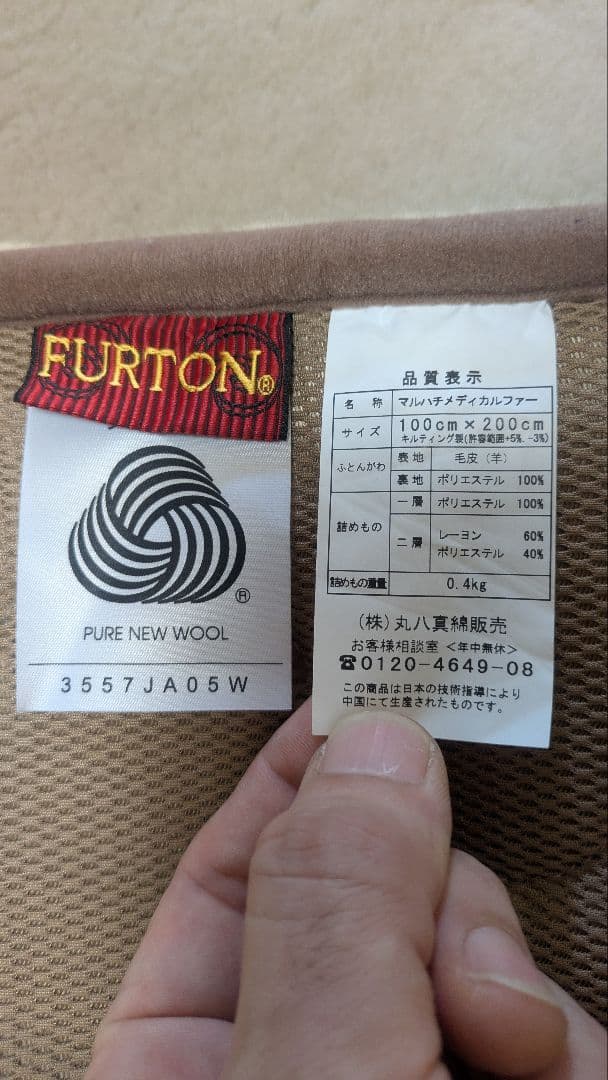 FURTON®
®
PURE NEW WOOL
3557JA05W
品質表示
名称 マルハチメディカルファー
サイズ 100cm×200cm
キルティング製(許容範囲+5%.-3%)
ふとんがわ 表地 毛皮(羊)
裏地 ポリエステル 100%
詰めもの 一層 ポリエステル 100%
二層 レーヨン 60%
ポリエステル 40%
詰めもの重量 0.4kg
(株)丸八真綿販売
お客様相談室 <年中無休>
☎0120-4649-08
この商品は日本の技術指導により
中国にて生産されたものです。